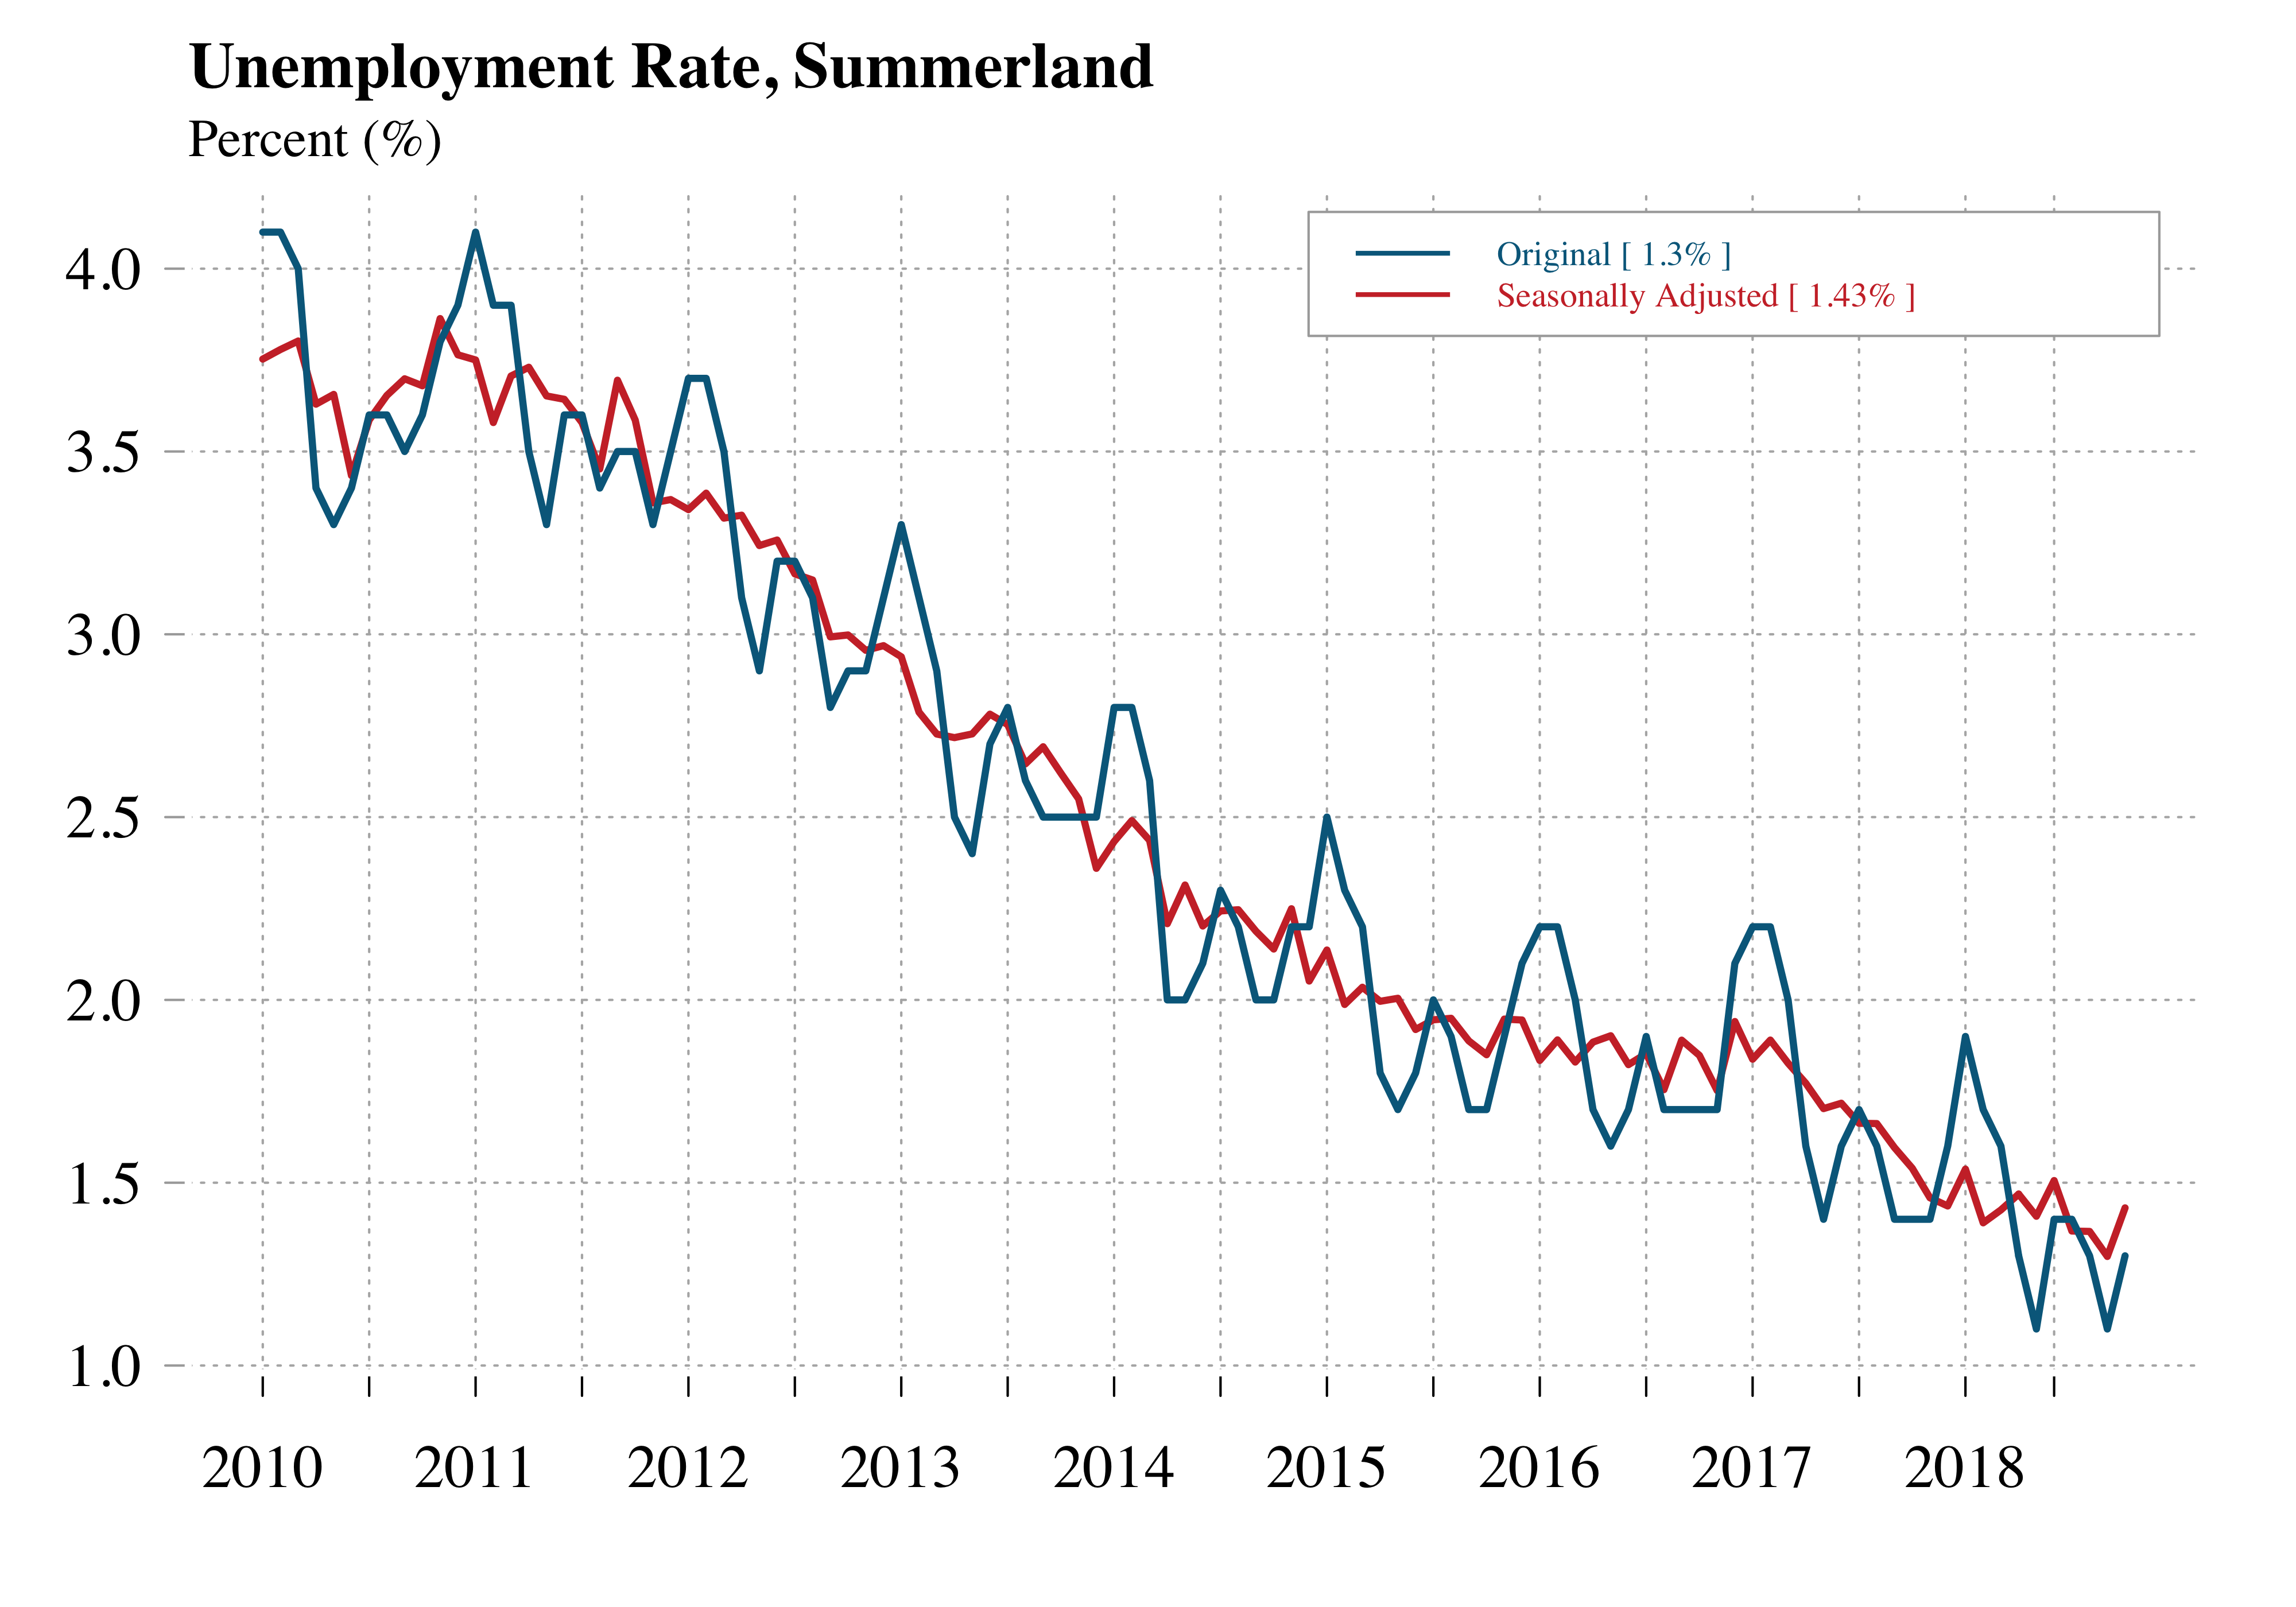 Unemployment Rate, Summerland
Percent (%)
Original [ 1.3% ]
Seasonally Adjusted [ 1.43% ]
4.0
3.5
3.0
2.5
2.0
1.5
1.0
2010 2011 2012 2013 2014 2015 2016 2017 2018